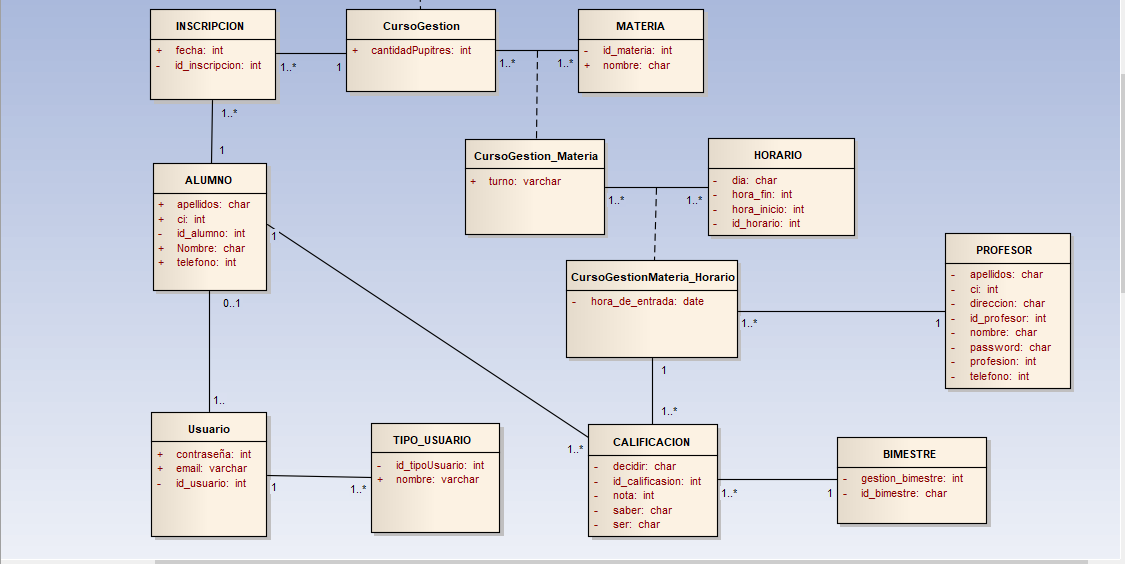 INSCRIPCION
+ fecha: int
- id_inscripcion: int
1..*
1
CursoGestion
+ cantidadPupitres: int
1..*
1..*
MATERIA
- id_materia: int
+ nombre: char
1..*
1
CursoGestion_Materia
+ turno: varchar
1..*
1..*
HORARIO
- dia: char
- hora_fin: int
- hora_inicio: int
- id_horario: int
ALUMNO
+ apellidos: char
+ ci: int
- id_alumno: int
+ Nombre: char
+ telefono: int
1
0..1
CursoGestionMateria_Horario
- hora_de_entrada: date
1..*
1
PROFESOR
- apellidos: char
- ci: int
- direccion: char
- id_profesor: int
- nombre: char
- password: char
- profesion: int
- telefono: int
1
1..*
1..
Usuario
+ contraseña: int
+ email: varchar
- id_usuario: int
1
1..*
TIPO_USUARIO
- id_tipoUsuario: int
+ nombre: varchar
1..*
CALIFICACION
- decidir: char
- id_calificasion: int
- nota: int
- saber: char
- ser: char
1..*
1
BIMESTRE
- gestion_bimestre: int
- id_bimestre: char